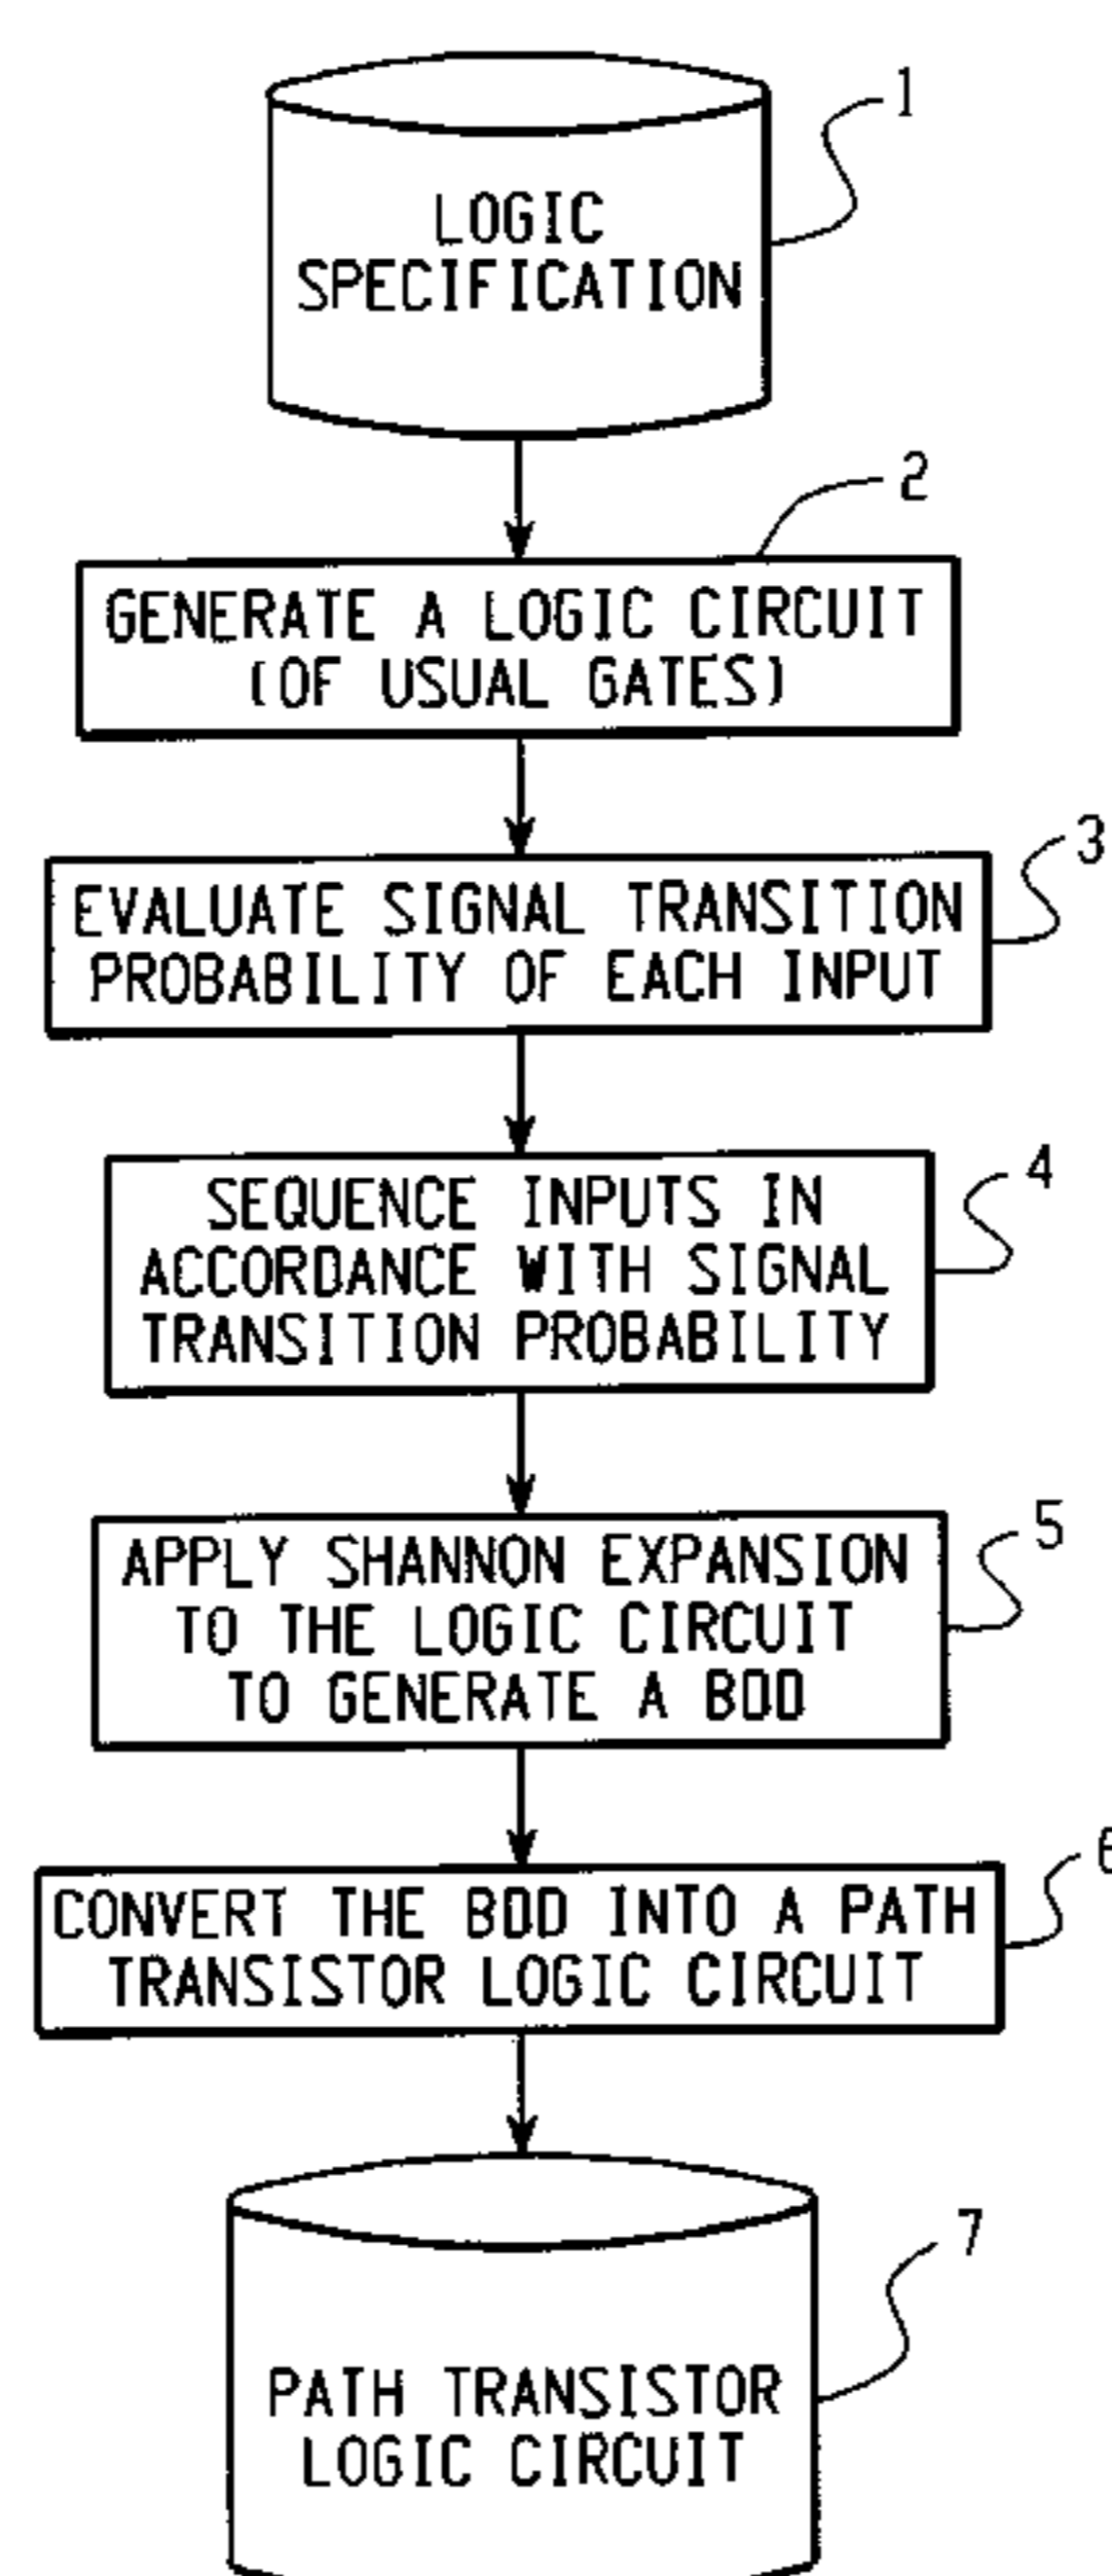 1
LOGIC
SPECIFICATION
2
GENERATE A LOGIC CIRCUIT
(OF USUAL GATES)
3
EVALUATE SIGNAL TRANSITION
PROBABILITY OF EACH INPUT
4
SEQUENCE INPUTS IN
ACCORDANCE WITH SIGNAL
TRANSITION PROBABILITY
5
APPLY SHANNON EXPANSION
TO THE LOGIC CIRCUIT
TO GENERATE A BDD
6
CONVERT THE BDD INTO A PATH
TRANSISTOR LOGIC CIRCUIT
7
PATH TRANSISTOR
LOGIC CIRCUIT